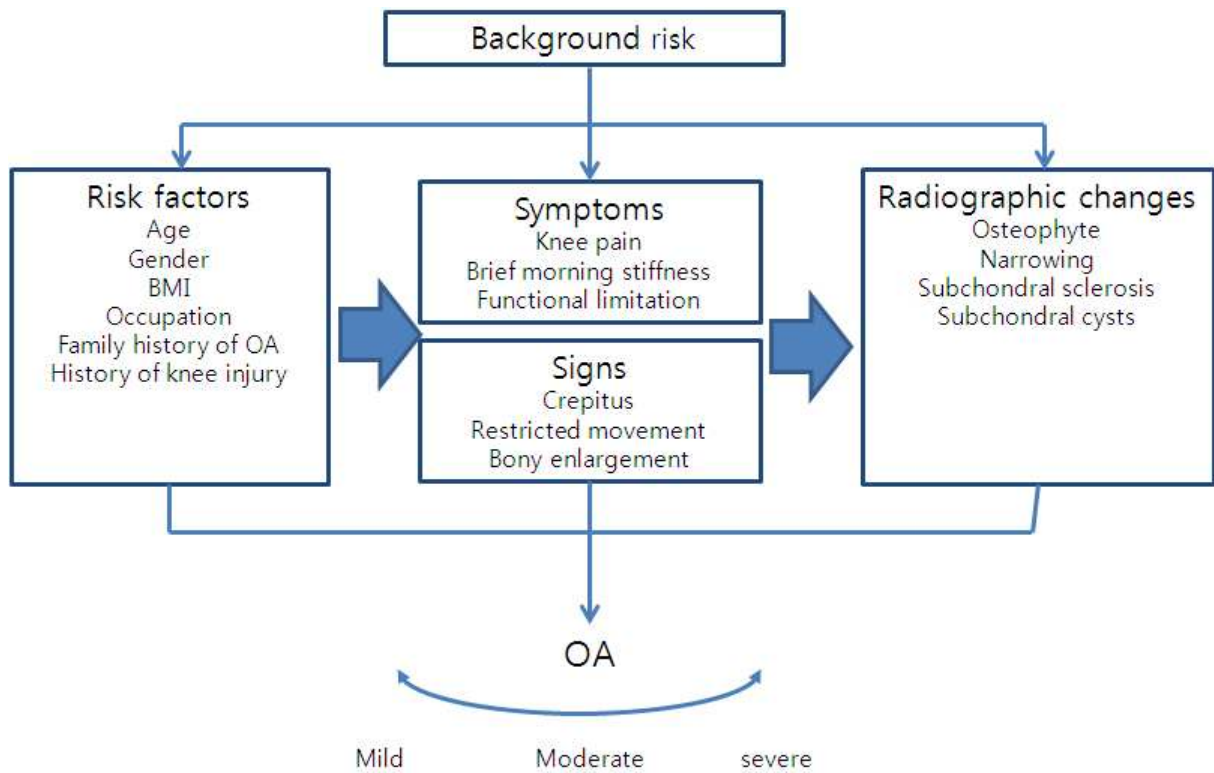 Background risk
Risk factors
Age
Gender
BMI
Occupation
Family history of OA
History of knee injury
Symptoms
Knee pain
Brief morning stiffness
Functional limitation
Signs
Crepitus
Restricted movement
Bony enlargement
Radiographic changes
Osteophyte
Narrowing
Subchondral sclerosis
Subchondral cysts
OA
Mild Moderate severe